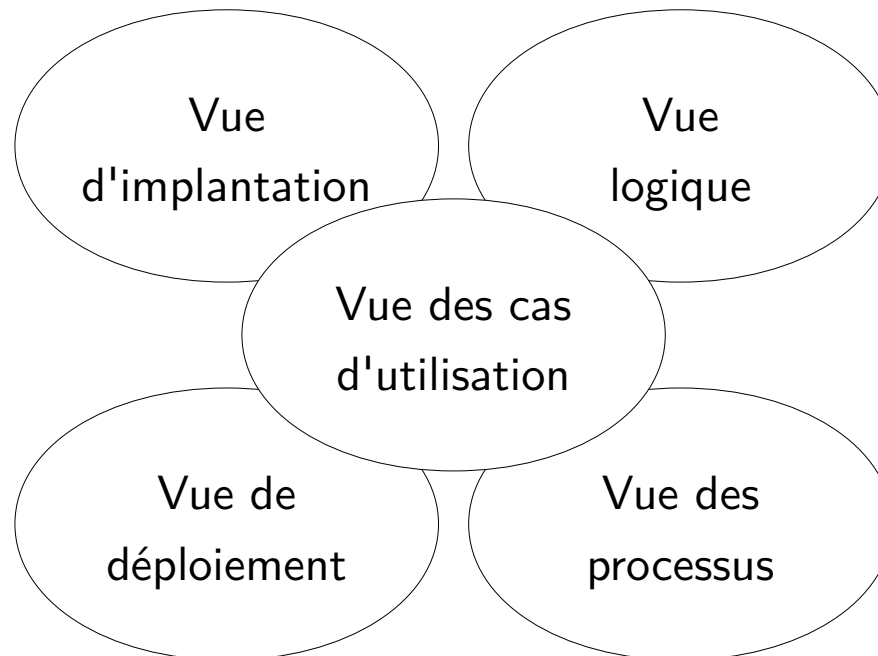 Vue
d'implantation
Vue
logique
Vue des cas
d'utilisation
Vue de
déploiement
Vue des
processus